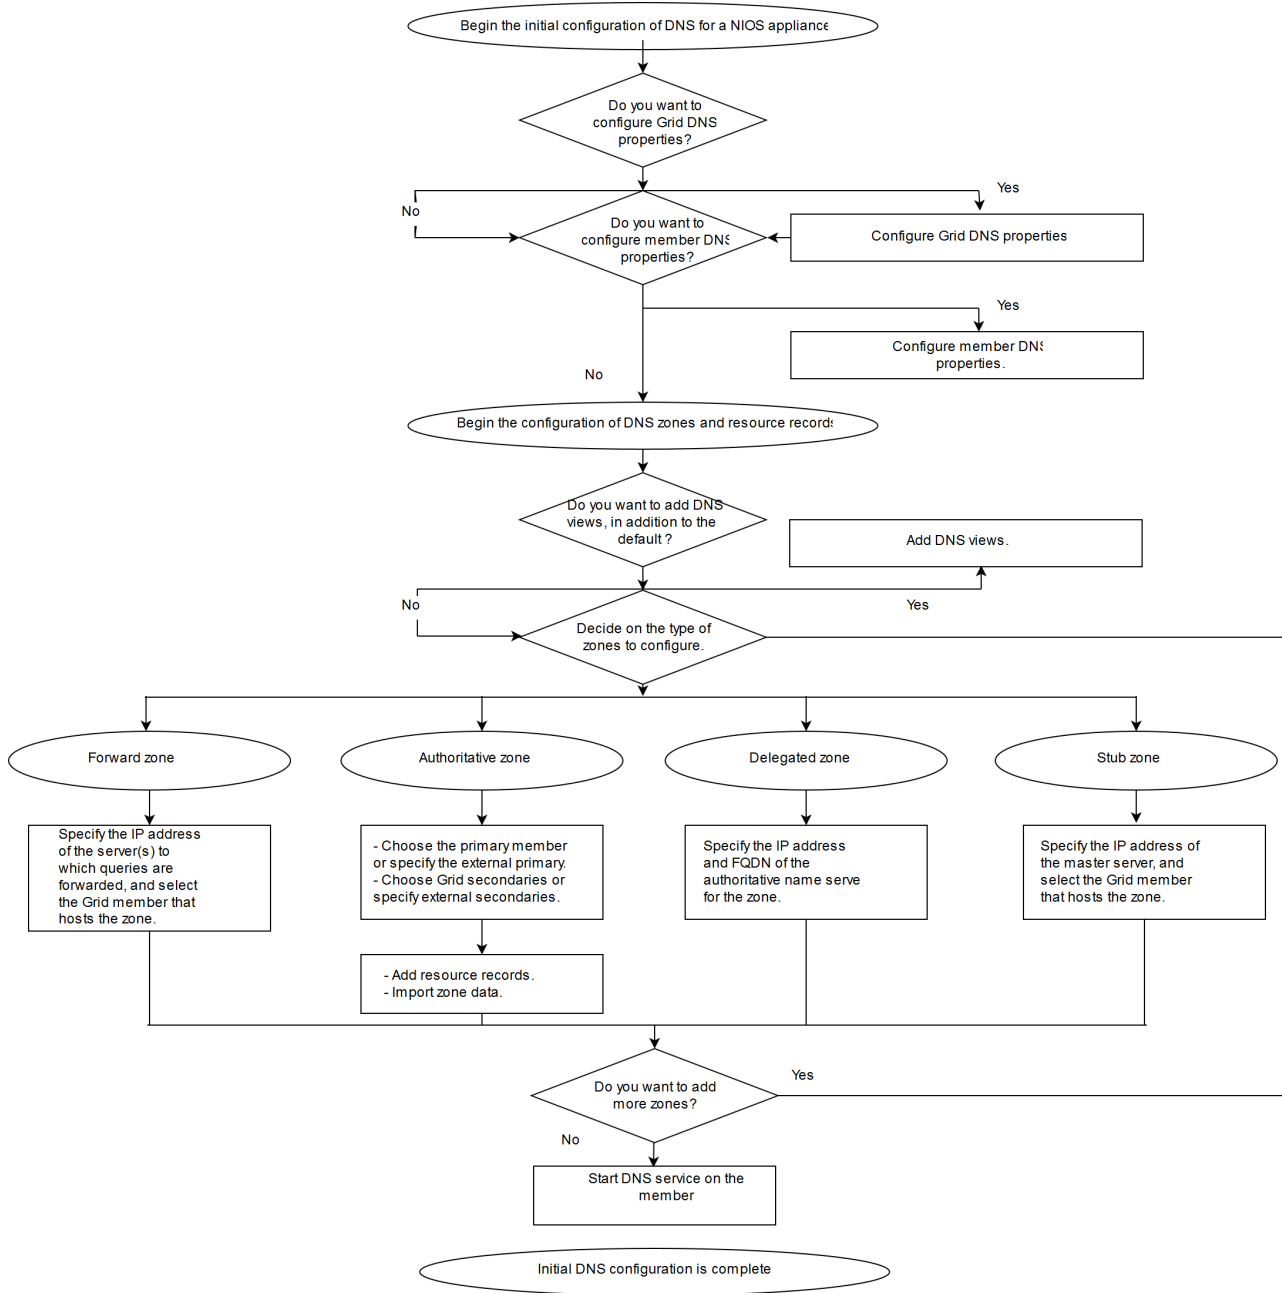 Begin the initial configuration of DNS for a NIOS appliance
Do you want to
configure Grid DNS
properties?
Yes
No
Do you want to
configure member DNS
properties?
Configure Grid DNS properties
Yes
Configure member DNS
properties.
No
Begin the configuration of DNS zones and resource records
Do you want to add DNS
views, in addition to the
default ?
Add DNS views.
No
Yes
Decide on the type of
zones to configure.
Forward zone
Authoritative zone
Delegated zone
Stub zone
Specify the IP address
of the server(s) to
which queries are
forwarded, and select
the Grid member that
hosts the zone.
- Choose the primary member
or specify the external primary.
- Choose Grid secondaries or
specify external secondaries.
Specify the IP address
and FQDN of the
authoritative name serve
for the zone.
Specify the IP address of
the master server, and
select the Grid member
that hosts the zone.
- Add resource records.
- Import zone data.
Do you want to add
more zones?
Yes
No
Start DNS service on the
member
Initial DNS configuration is complete